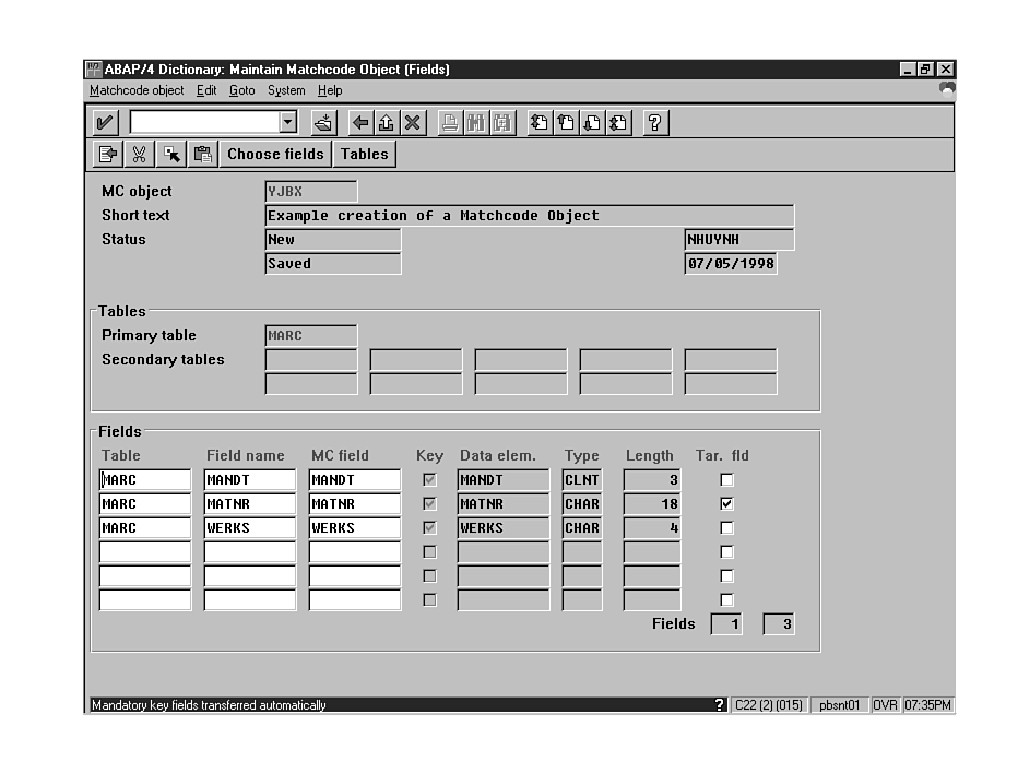 ABAP/4 Dictionary: Maintain Matchcode Object (Fields)
Matchcode object Edit Goto System Help
Choose fields Tables
MC object YJBX
Short text Example creation of a Matchcode Object
Status New NHUYNH
Saved 07/05/1998
Tables
Primary table MARC
Secondary tables
Fields
Table Field name MC field Key Data elem. Type Length Tar. fld
MARC MANDT MANDT MANDT CLNT 3
MARC MATNR MATNR MATNR CHAR 18
MARC WERKS WERKS WERKS CHAR 4
Fields 1 3
Mandatory key fields transferred automatically ? C22 (2) (015) pbsnt01 OVR 07:35PM